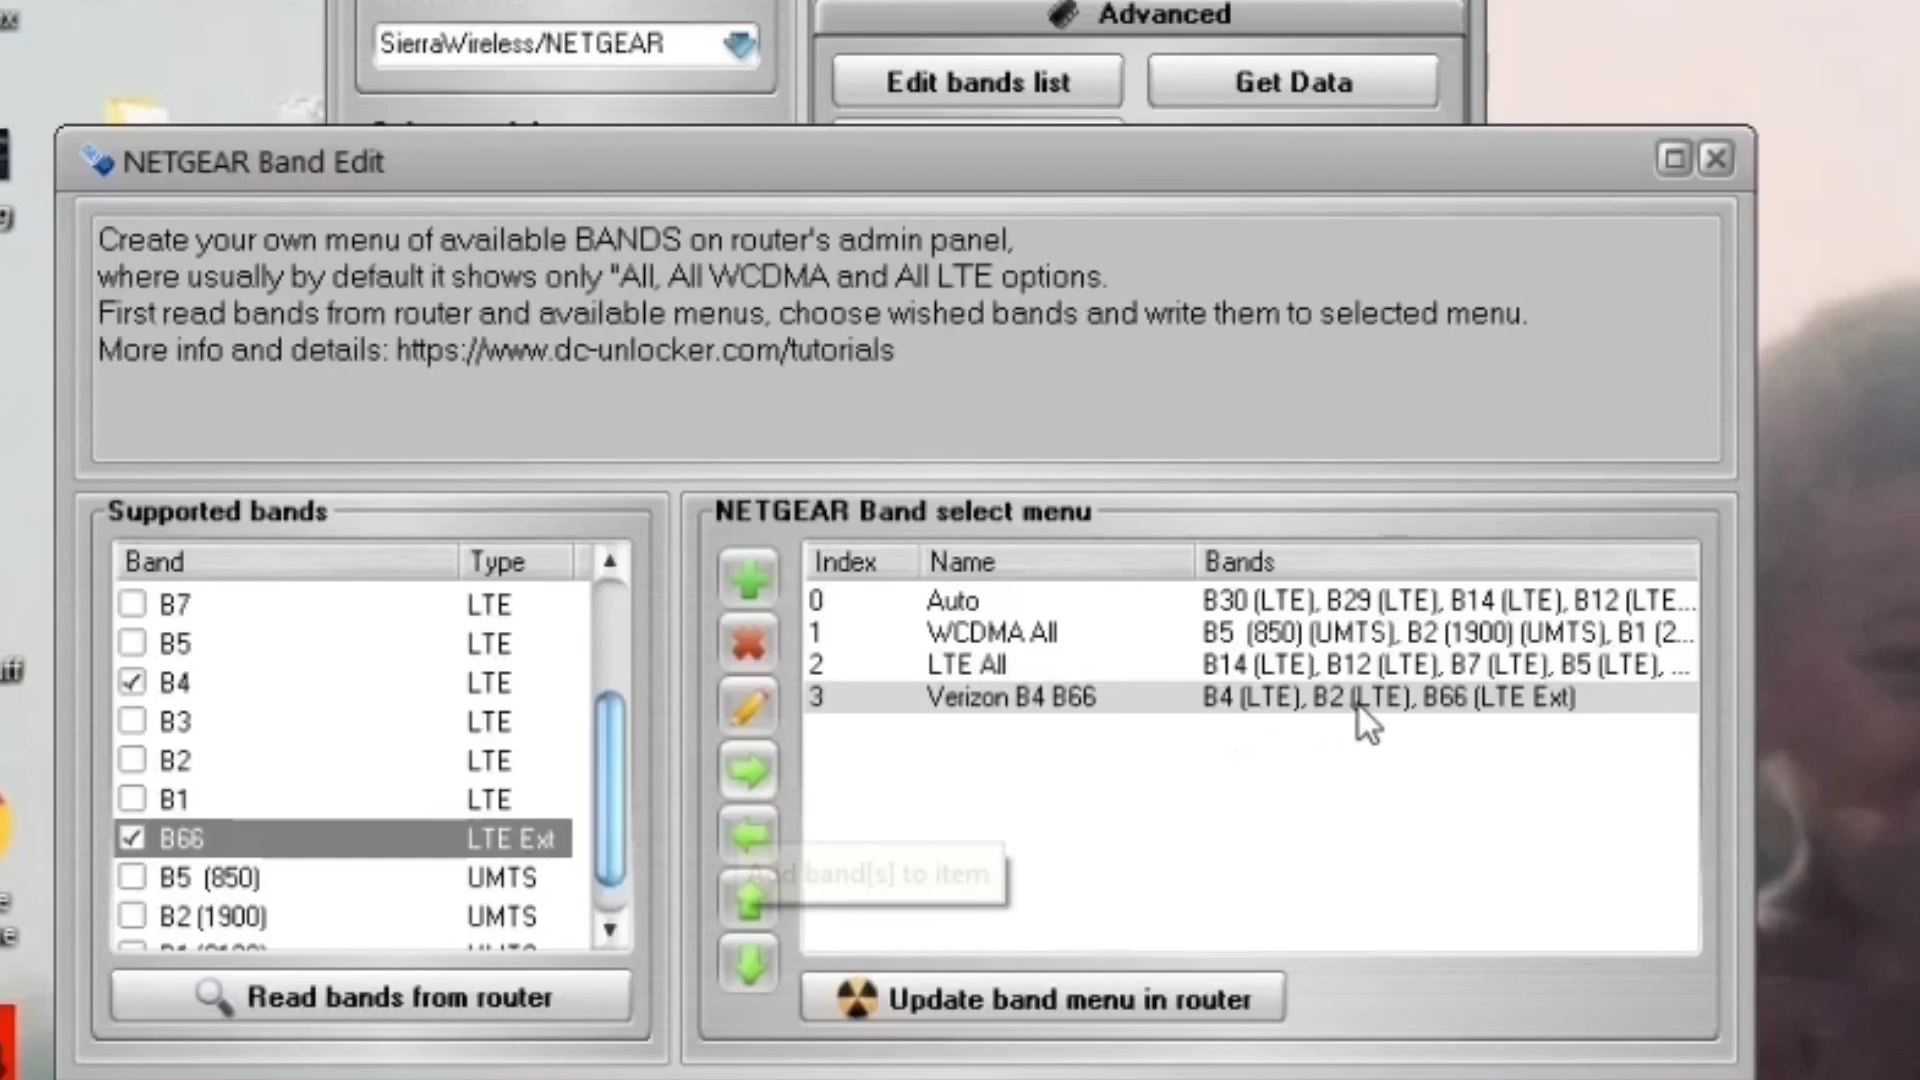 SierraWireless/NETGEAR
Advanced
Edit bands list
Get Data
NETGEAR Band Edit
Create your own menu of available BANDS on router's admin panel,
where usually by default it shows only "All, All WCDMA and All LTE options.
First read bands from router and available menus, choose wished bands and write them to selected menu.
More info and details: https://www.dc-unlocker.com/tutorials
Supported bands
Band Type
B7 LTE
B5 LTE
B4 LTE
B3 LTE
B2 LTE
B1 LTE
B66 LTE Ext
B5 (850) UMTS
B2 (1900) UMTS
Read bands from router
NETGEAR Band select menu
Index Name Bands
0 Auto B30 (LTE), B29 (LTE), B14 (LTE), B12 (LTE...
1 WCDMA All B5 (850) (UMTS), B2 (1900) (UMTS), B1 (2...
2 LTE All B14 (LTE), B12 (LTE), B7 (LTE), B5 (LTE), ...
3 Verizon B4 B66 B4 (LTE), B2 (LTE), B66 (LTE Ext)
Add band[s] to item
Update band menu in router